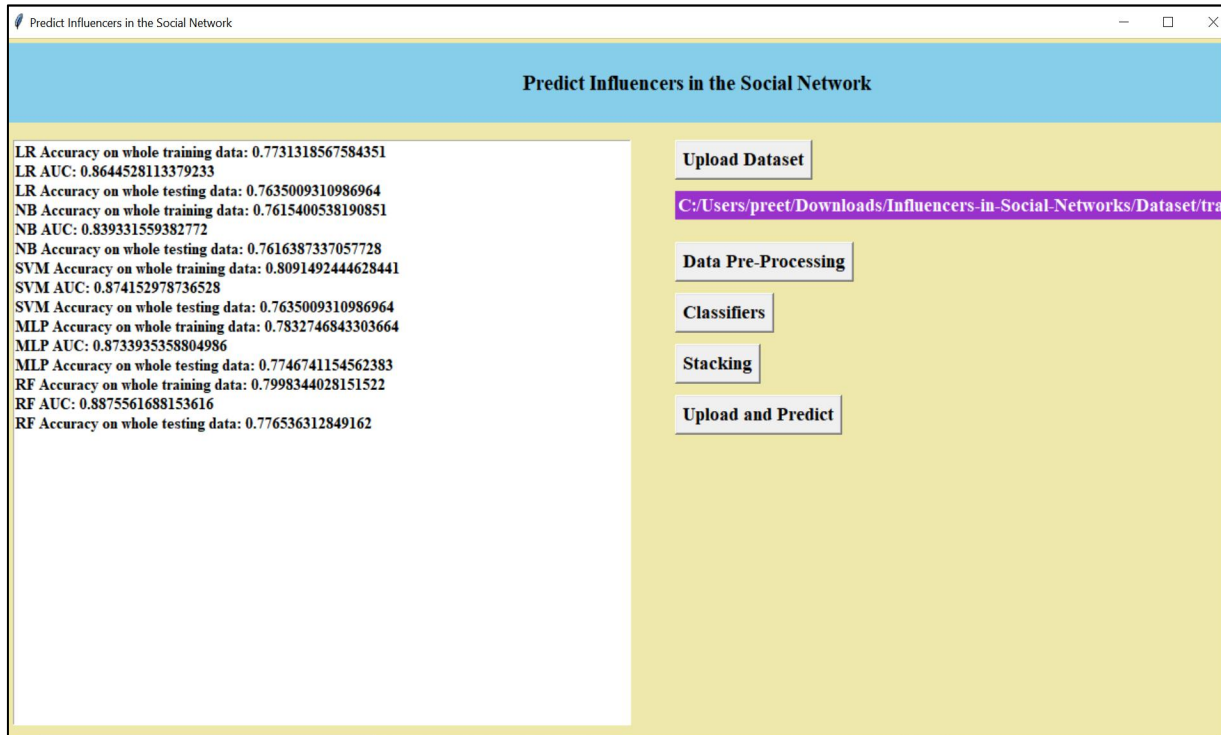 Predict Influencers in the Social Network
Predict Influencers in the Social Network
LR Accuracy on whole training data: 0.7731318567584351
LR AUC: 0.8644528113379233
LR Accuracy on whole testing data: 0.7635009310986964
NB Accuracy on whole training data: 0.7615400538190851
NB AUC: 0.839331559382772
NB Accuracy on whole testing data: 0.7616387337057728
SVM Accuracy on whole training data: 0.8091492444628441
SVM AUC: 0.874152978736528
SVM Accuracy on whole testing data: 0.7635009310986964
MLP Accuracy on whole training data: 0.7832746843303664
MLP AUC: 0.8733935358804986
MLP Accuracy on whole testing data: 0.7746741154562383
RF Accuracy on whole training data: 0.7998344028151522
RF AUC: 0.8875561688153616
RF Accuracy on whole testing data: 0.776536312849162
Upload Dataset
C:/Users/preet/Downloads/Influencers-in-Social-Networks/Dataset/tra
Data Pre-Processing
Classifiers
Stacking
Upload and Predict